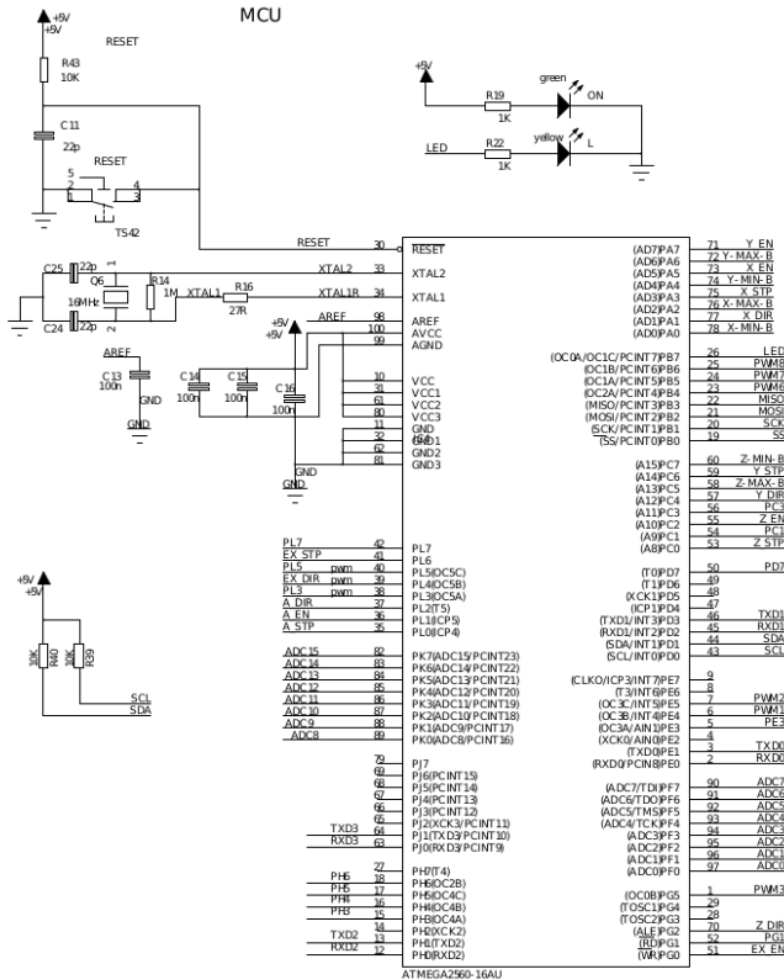 MCU
+5V
+5V
RESET
R43
10K
C11
22p
RESET
5
2
1
4
3
TS42
+5V
R19
1K
green
ON
LED
R22
1K
yellow
L
C25
22p
Q6
16MHz
1
2
C24
22p
R14
1M
XTAL1
R16
27R
RESET 30 RESET
XTAL2 33 XTAL2
XTAL1R 34 XTAL1
AREF 98 AREF
100 AVCC
99 AGND
+5V
+5V
AREF
C13
100n
GND
GND
C14
100n
C15
100n
C16
100n
GND
GND
10 VCC
31 VCC1
61 VCC2
80 VCC3
11 GND
32 GND1
62 GND2
81 GND3
PL7 42 PL7
EX STP 41 PL6
PL5 pwm 40 PL5(OC5C)
EX DIR pwm 39 PL4(OC5B)
PL3 pwm 38 PL3(OC5A)
A DIR 37 PL2(T5)
A EN 36 PL1(ICP5)
A STP 35 PL0(ICP4)
ADC15 82 PK7(ADC15/PCINT23)
ADC14 83 PK6(ADC14/PCINT22)
ADC13 84 PK5(ADC13/PCINT21)
ADC12 85 PK4(ADC12/PCINT20)
ADC11 86 PK3(ADC11/PCINT19)
ADC10 87 PK2(ADC10/PCINT18)
ADC9 88 PK1(ADC9/PCINT17)
ADC8 89 PK0(ADC8/PCINT16)
79 PJ7
69 PJ6(PCINT15)
68 PJ5(PCINT14)
67 PJ4(PCINT13)
66 PJ3(PCINT12)
65 PJ2(XCK3/PCINT11)
TXD3 64 PJ1(TXD3/PCINT10)
RXD3 63 PJ0(RXD3/PCINT9)
27 PH7(T4)
PH6 18 PH6(OC2B)
PH5 17 PH5(OC4C)
PH4 16 PH4(OC4B)
PH3 15 PH3(OC4A)
14 PH2(XCK2)
TXD2 13 PH1(TXD2)
RXD2 12 PH0(RXD2)
+5V
+5V
10K
R40
10K
R39
SCL
SDA
(AD7)PA7 71 Y EN
(AD6)PA6 72 Y-MAX-B
(AD5)PA5 73 X EN
(AD4)PA4 74 Y-MIN-B
(AD3)PA3 75 X STP
(AD2)PA2 76 X-MAX-B
(AD1)PA1 77 X DIR
(AD0)PA0 78 X-MIN-B
(OC0A/OC1C/PCINT7)PB7 26 LED
(OC1B/PCINT6)PB6 25 PWM8
(OC1A/PCINT5)PB5 24 PWM7
(OC2A/PCINT4)PB4 23 PWM6
(MISO/PCINT3)PB3 22 MISO
(MOSI/PCINT2)PB2 21 MOSI
(SCK/PCINT1)PB1 20 SCK
(SS/PCINT0)PB0 19 SS
(A15)PC7 60 Z-MIN-B
(A14)PC6 59 Y STP
(A13)PC5 58 Z-MAX-B
(A12)PC4 57 Y DIR
(A11)PC3 56 PC3
(A10)PC2 55 Z EN
(A9)PC1 54 PC1
(A8)PC0 53 Z STP
(T0)PD7 50 PD7
(T1)PD6 49
(XCK1)PD5 48
(ICP1)PD4 47
(TXD1/INT3)PD3 46 TXD1
(RXD1/INT2)PD2 45 RXD1
(SDA/INT1)PD1 44 SDA
(SCL/INT0)PD0 43 SCL
(CLKO/ICP3/INT7)PE7 9
(T3/INT6)PE6 8
(OC3C/INT5)PE5 7 PWM2
(OC3B/INT4)PE4 6 PWM1
(OC3A/AIN1)PE3 5 PE3
(XCK0/AIN0)PE2 4
(TXD0)PE1 3 TXD0
(RXD0/PCIN8)PE0 2 RXD0
(ADC7/TDI)PF7 90 ADC7
(ADC6/TDO)PF6 91 ADC6
(ADC5/TMS)PF5 92 ADC5
(ADC4/TCK)PF4 93 ADC4
(ADC3)PF3 94 ADC3
(ADC2)PF2 95 ADC2
(ADC1)PF1 96 ADC1
(ADC0)PF0 97 ADC0
(OC0B)PG5 1 PWM3
(TOSC1)PG4 29
(TOSC2)PG3 28
(ALE)PG2 70 Z DIR
(RD)PG1 52 PG1
(WR)PG0 51 EX EN
ATMEGA2560-16AU